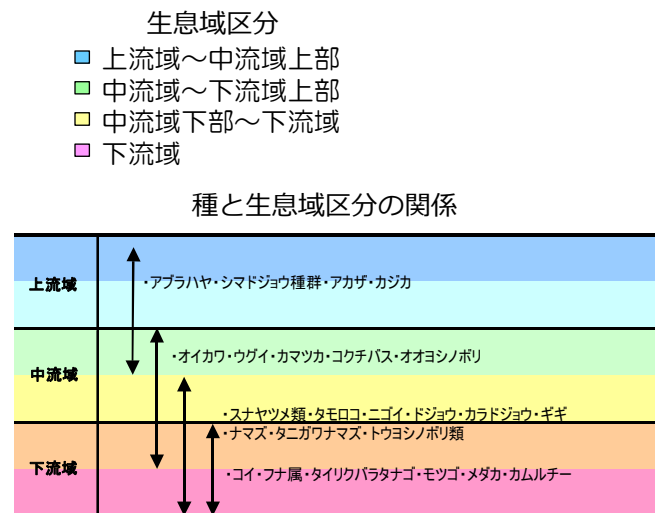 生息域区分
上流域～中流域上部
中流域～下流域上部
中流域下部～下流域
下流域
種と生息域区分の関係
上流域
・アブラハヤ・シマドジョウ種群・アカザ・カジカ
・オイカワ・ウグイ・カマツカ・コクチバス・オオヨシノボリ
中流域
・スナヤツメ類・タモロコ・ニゴイ・ドジョウ・カラドジョウ・ギギ
・ナマズ・タニガワナマズ・トウヨシノボリ類
下流域
・コイ・フナ属・タイリクバラタナゴ・モツゴ・メダカ・カムルチー